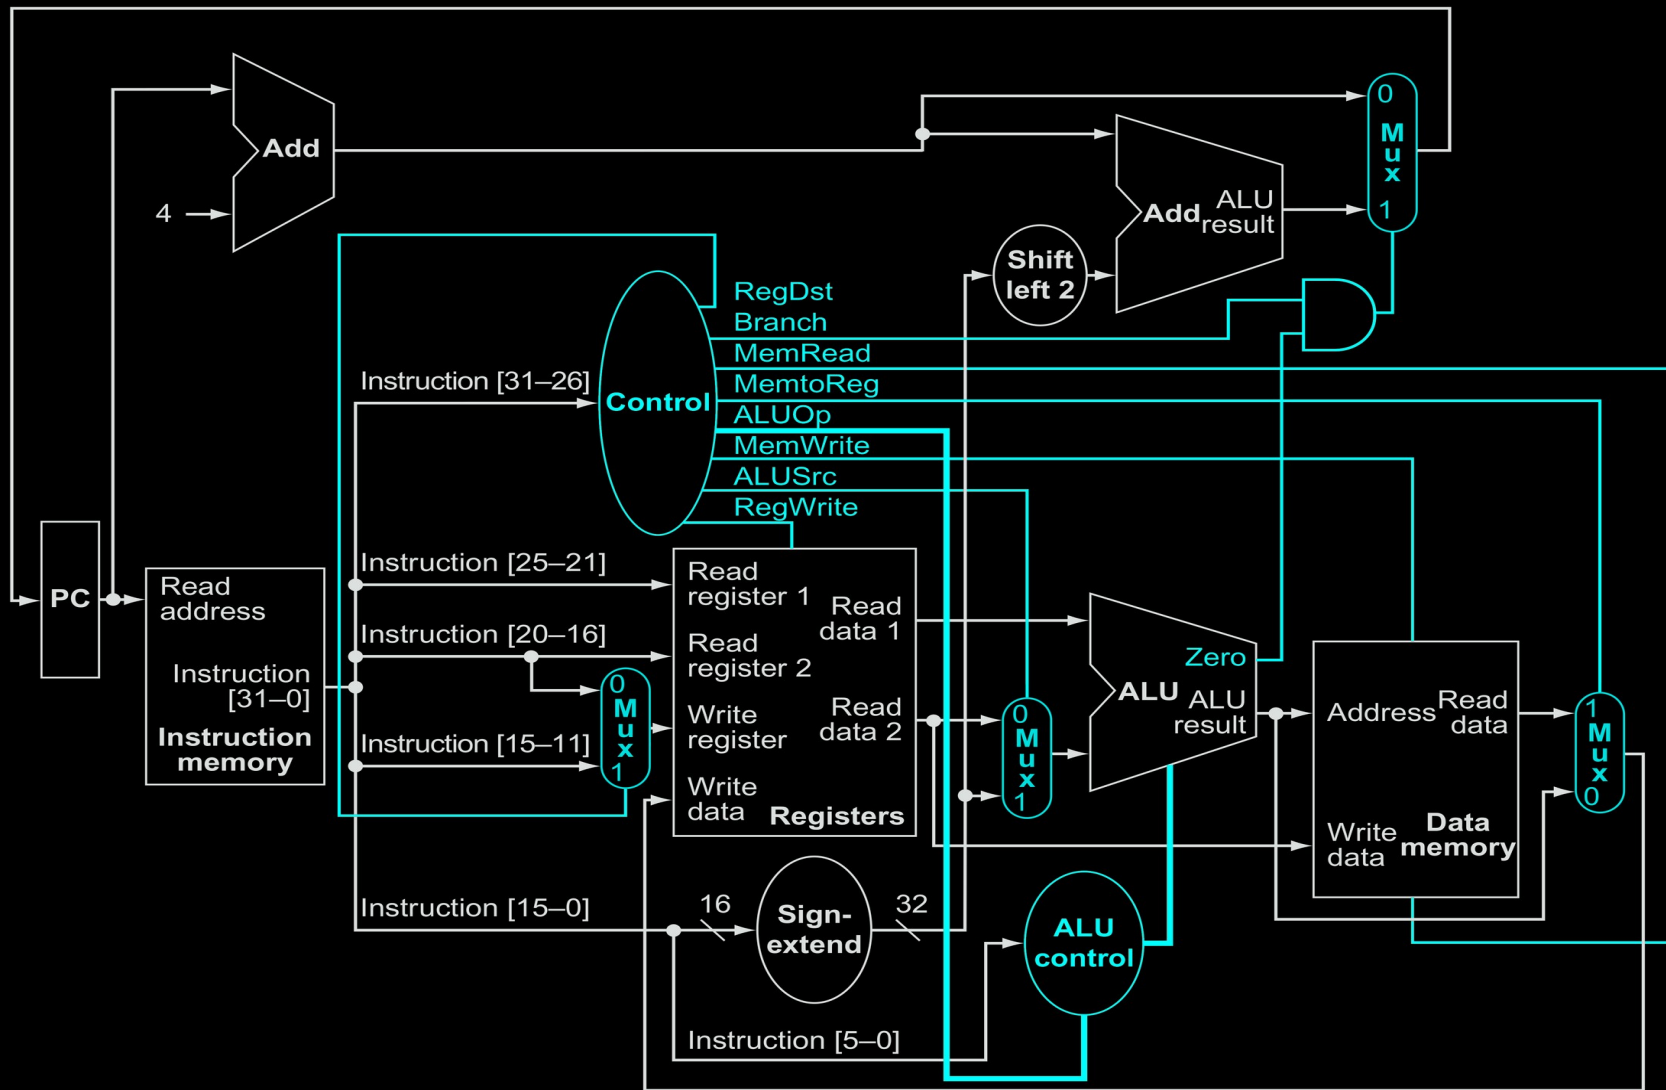 0
M
u
x
1
Add
ALU
Add result
4
Shift
left 2
RegDst
Branch
MemRead
MemtoReg
ALUOp
MemWrite
ALUSrc
RegWrite
Instruction [31–26]
Control
PC
Read
address
Instruction
[31–0]
Instruction
memory
Instruction [25–21]
Instruction [20–16]
Instruction [15–11]
0
M
u
x
1
Read
register 1
Read
register 2
Write
register
Write
data
Read
data 1
Read
data 2
Registers
0
M
u
x
1
Zero
ALU
ALU
result
Address
Read
data
Write
data
Data
memory
1
M
u
x
0
Instruction [15–0]
16
Sign-
extend
32
ALU
control
Instruction [5–0]